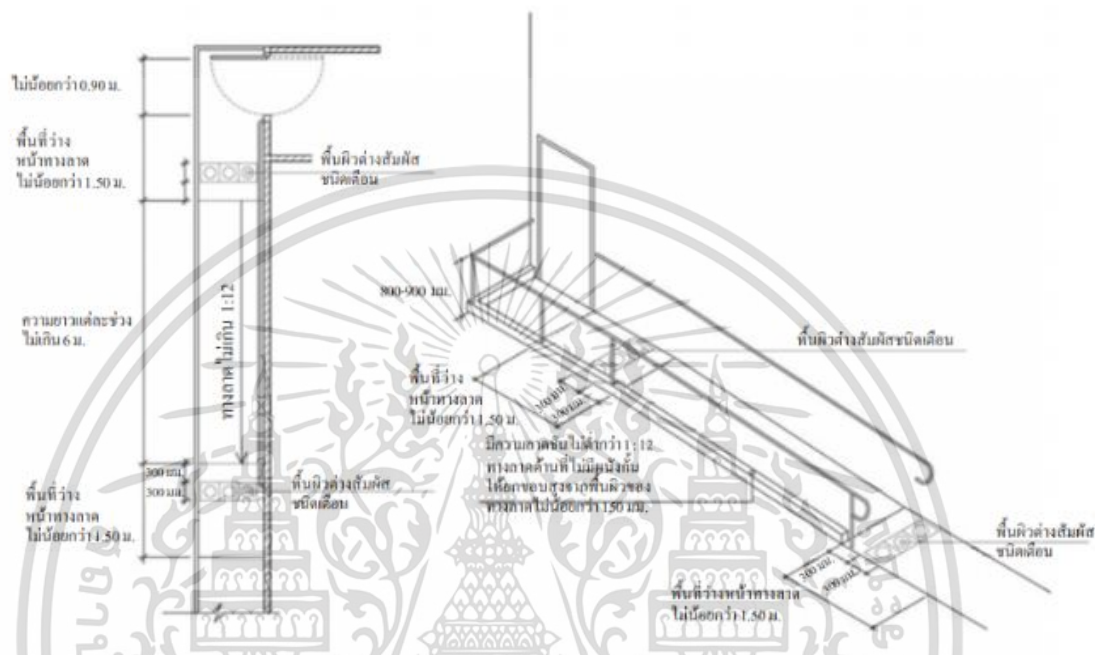 ไม่น้อยกว่า 0.90 ม.
พื้นที่ว่าง
หน้าทางลาด
ไม่น้อยกว่า 1.50 ม.
พื้นผิวต่างสัมผัส
ชนิดเตือน
ความยาวแต่ละช่วง
ไม่เกิน 6 ม.
ทางลาดไม่เกิน 1:12
300 มม.
300 มม.
พื้นที่ว่าง
หน้าทางลาด
ไม่น้อยกว่า 1.50 ม.
พื้นผิวต่างสัมผัส
ชนิดเตือน
800-900 มม.
พื้นผิวต่างสัมผัสชนิดเตือน
พื้นที่ว่าง
หน้าทางลาด
ไม่น้อยกว่า 1.50 ม.
300 มม.
300 มม.
มีความลาดชันไม่ต่ำกว่า 1:12
ทางลาดด้านที่ไม่มีผนังกั้น
ให้ยกขอบสูงจากพื้นผิวของ
ทางลาดไม่น้อยกว่า 150 มม.
พื้นผิวต่างสัมผัส
ชนิดเตือน
300 มม.
300 มม.
พื้นที่ว่างหน้าทางลาด
ไม่น้อยกว่า 1.50 ม.